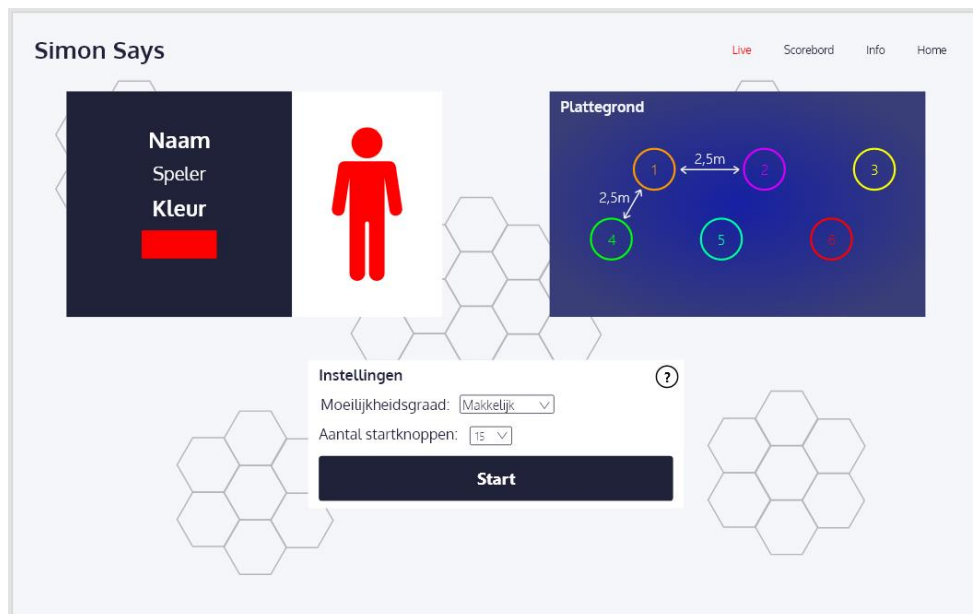 Simon Says
Live Scorebord Info Home
Naam
Speler
Kleur
Plattegrond
1 2,5m 2 3
2,5m
4 5 6
Instellingen
?
Moeilijkheidsgraad: Makkelijk
Aantal startknoppen: 15
Start